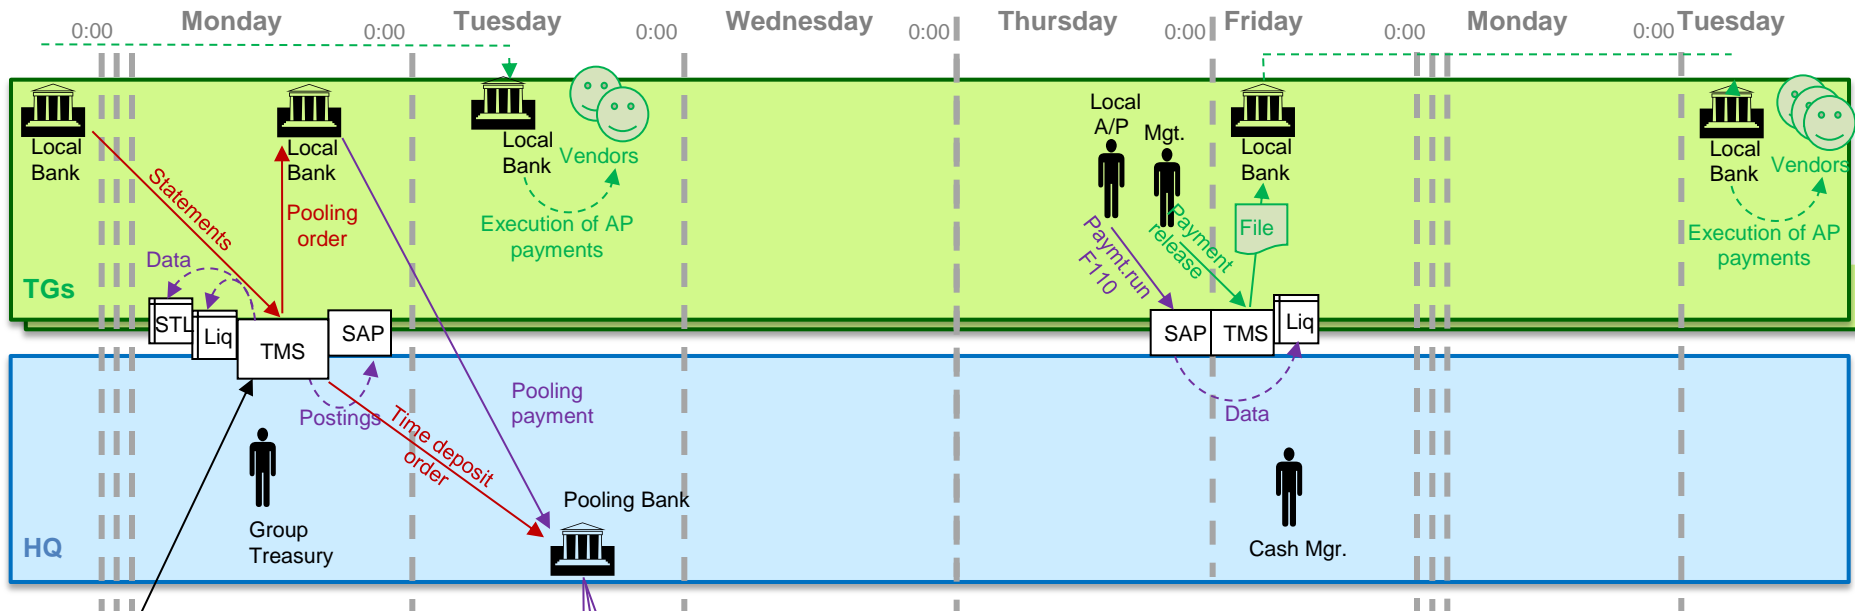 Monday
Tuesday
Wednesday
Thursday
Friday
Monday
Tuesday
0:00
0:00
0:00
0:00
0:00
0:00
0:00
Local
Bank
Local
Bank
Local
Bank
Vendors
Execution of AP
payments
Local
A/P
Mgt.
Local
Bank
Local
Bank
Vendors
Execution of AP
payments
Statements
Pooling
order
Data
Paymt.run
F110
Payment
release
File
TGs
STL
Liq
TMS
SAP
SAP
TMS
Liq
Postings
Time deposit
order
Pooling
payment
Data
Group
Treasury
Pooling Bank
Cash Mgr.
HQ